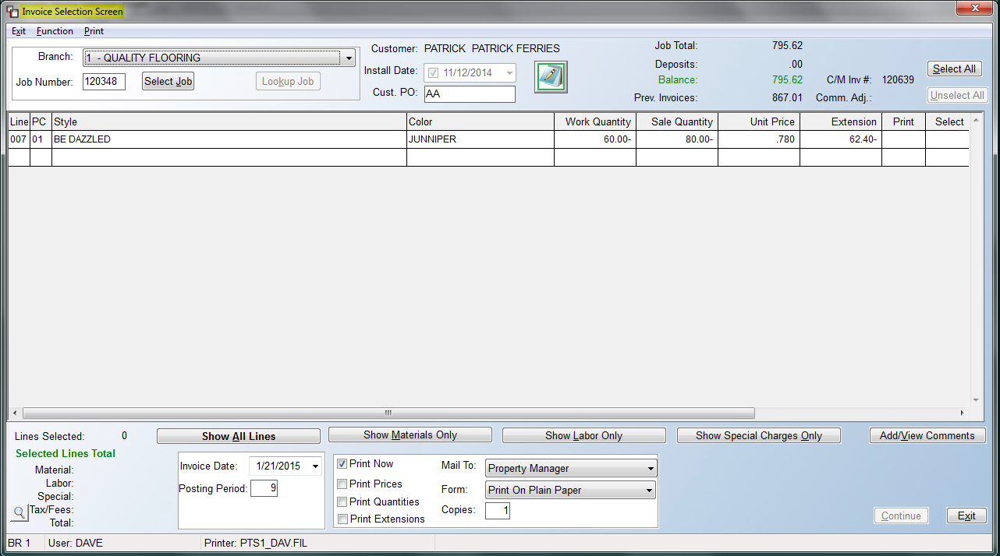 Invoice Selection Screen
Exit Function Print
Branch: 1 - QUALITY FLOORING
Job Number: 120348 Select Job Lookup Job
Customer: PATRICK PATRICK FERRIES
Install Date: 11/12/2014
Cust. PO: AA
Job Total: 795.62
Deposits: .00
Balance: 795.62 C/M Inv #: 120639
Prev. Invoices: 867.01 Comm. Adj.:
Select All
Unselect All
Line PC Style Color Work Quantity Sale Quantity Unit Price Extension Print Select
007 01 BE DAZZLED JUNNIPER 60.00- 80.00- .780 62.40-
Lines Selected: 0 Show All Lines Show Materials Only Show Labor Only Show Special Charges Only Add/View Comments
Selected Lines Total
Material:
Labor:
Special:
Tax/Fees:
Total:
Invoice Date: 1/21/2015
Posting Period: 9
Print Now
Print Prices
Print Quantities
Print Extensions
Mail To: Property Manager
Form: Print On Plain Paper
Copies: 1
Continue Exit
BR 1 User: DAVE Printer: PTS1_DAV.FIL